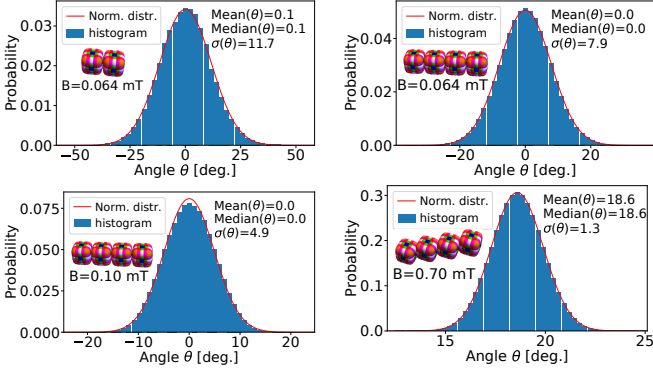 Norm. distr.
histogram
Mean(θ)=0.1
Median(θ)=0.1
σ(θ)=11.7
B=0.064 mT
Probability
0.03
0.02
0.01
0.00
−50
−25
0
25
50
Angle θ [deg.]
Norm. distr.
histogram
Mean(θ)=0.0
Median(θ)=0.0
σ(θ)=7.9
B=0.064 mT
Probability
0.04
0.02
0.00
−20
0
20
Angle θ [deg.]
Norm. distr.
histogram
Mean(θ)=0.0
Median(θ)=0.0
σ(θ)=4.9
B=0.10 mT
Probability
0.075
0.050
0.025
0.000
−20
−10
0
10
20
Angle θ [deg.]
Norm. distr.
histogram
Mean(θ)=18.6
Median(θ)=18.6
σ(θ)=1.3
B=0.70 mT
Probability
0.3
0.2
0.1
0.0
15
20
25
Angle θ [deg.]